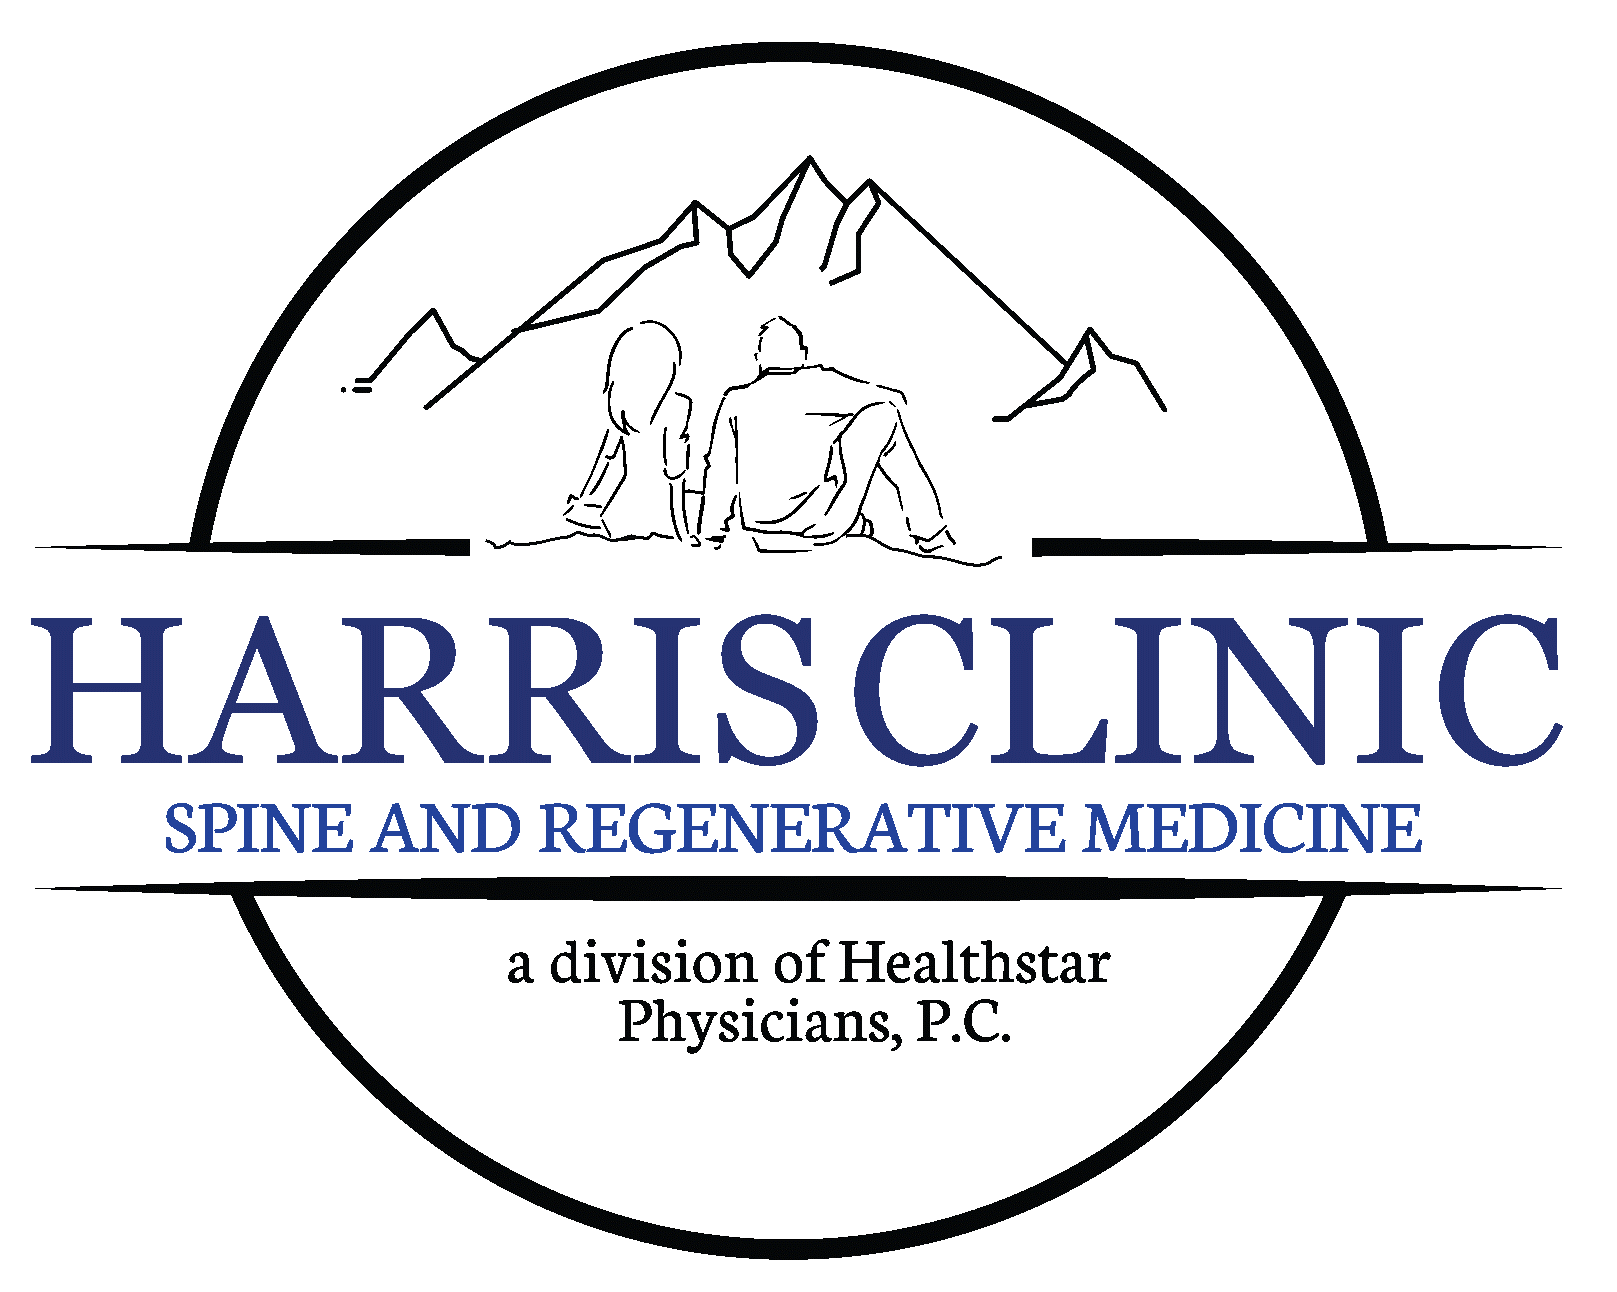 HARRIS CLINIC
SPINE AND REGENERATIVE MEDICINE
a division of Healthstar
Physicians, P.C.